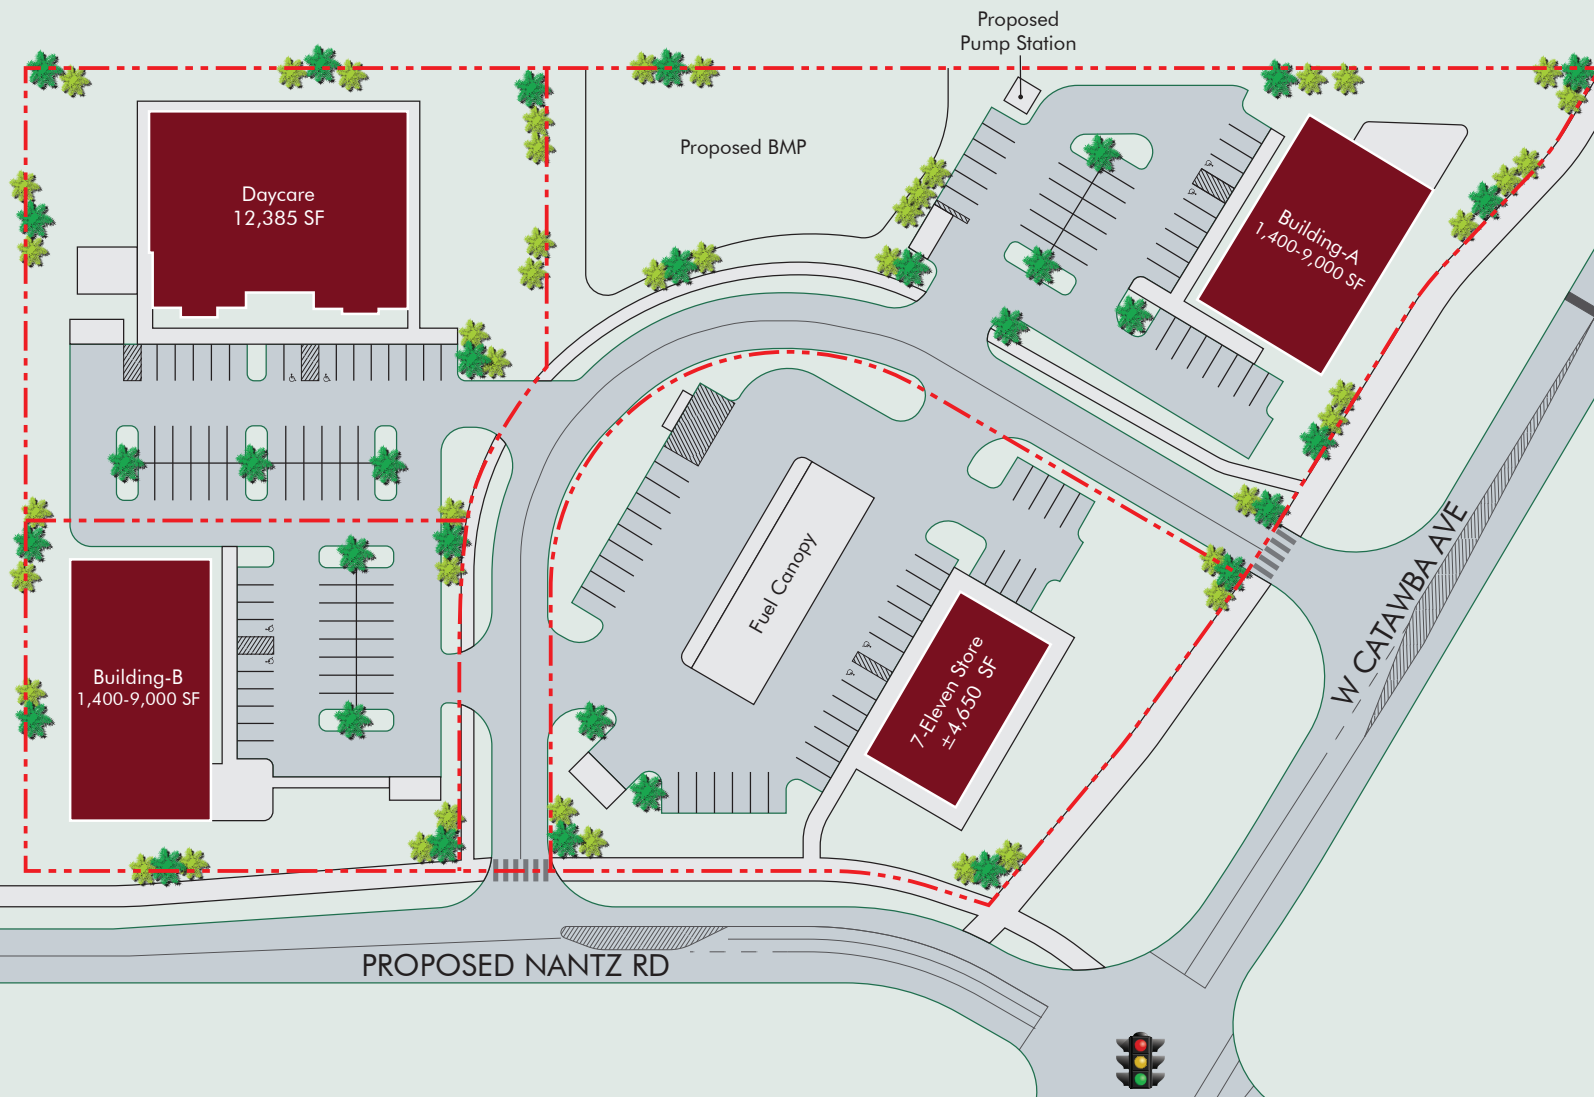 Proposed
Pump Station
Proposed BMP
Daycare
12,385 SF
Building-A
1,400-9,000 SF
Fuel Canopy
7-Eleven Store
±4,650 SF
Building-B
1,400-9,000 SF
W CATAWBA AVE
PROPOSED NANTZ RD